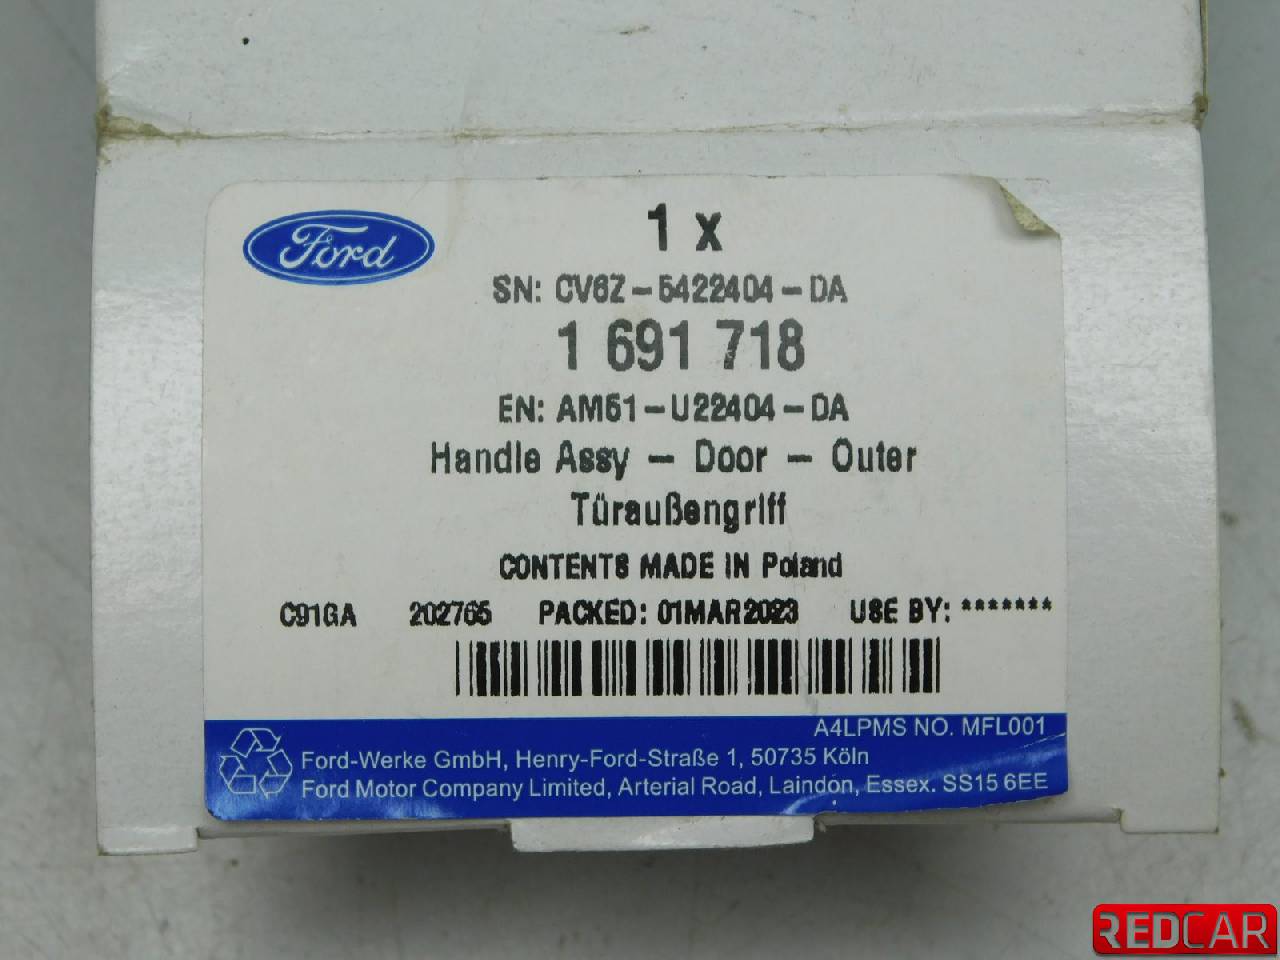 Ford
1 x
SN: CV6Z-5422404-DA
1 691 718
EN: AM51-U22404-DA
Handle Assy - Door - Outer
Türaußengriff
CONTENTS MADE IN Poland
C91GA 202765 PACKED: 01MAR2023 USE BY: *******
A4LPMS NO. MFL001
Ford-Werke GmbH, Henry-Ford-Straße 1, 50735 Köln
Ford Motor Company Limited, Arterial Road, Laindon, Essex. SS15 6EE
REDCAR